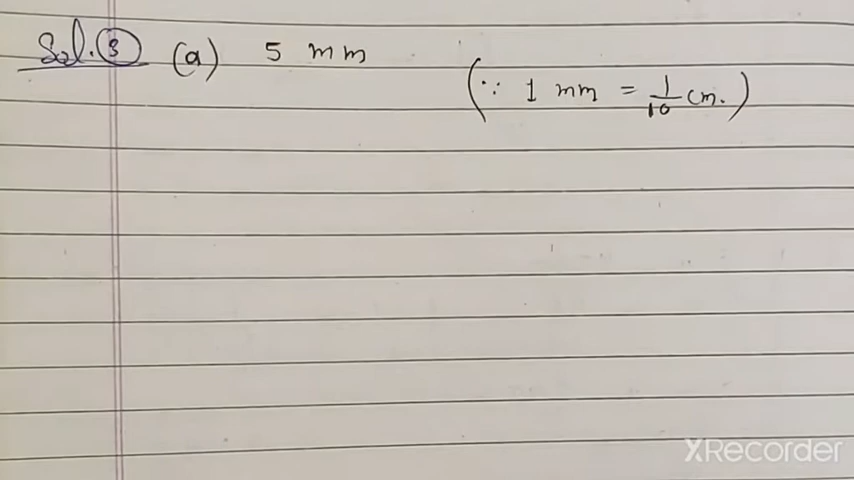 Sol. 3 (a) 5 mm
(∵ 1 mm = 1/10 cm.)
XRecorder